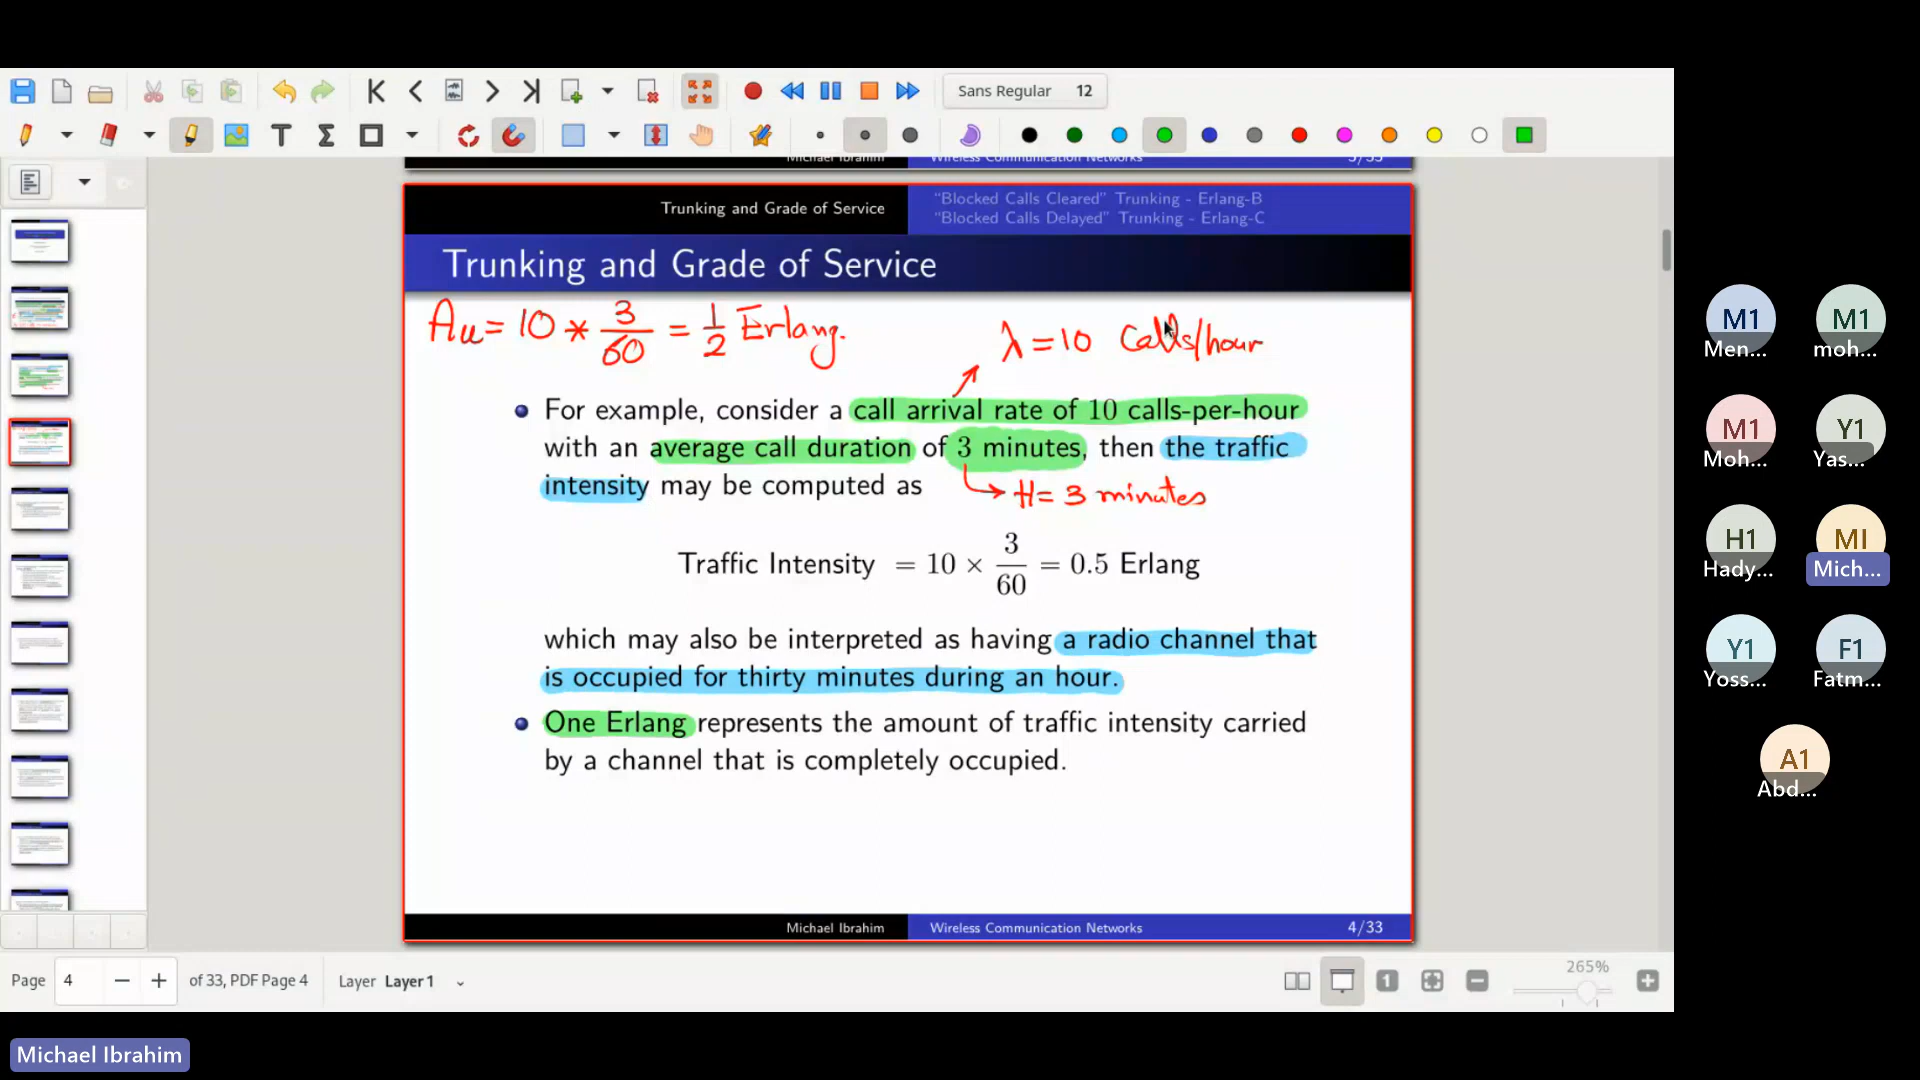 Sans Regular 12
Michael Ibrahim Wireless Communication Networks 3/33
Trunking and Grade of Service
"Blocked Calls Cleared" Trunking - Erlang-B
"Blocked Calls Delayed" Trunking - Erlang-C
Trunking and Grade of Service
Au = 10 * 3/60 = 1/2 Erlang.
λ = 10 Calls/hour
For example, consider a call arrival rate of 10 calls-per-hour
with an average call duration of 3 minutes, then the traffic
intensity may be computed as
H = 3 minutes
Traffic Intensity = 10 × 3/60 = 0.5 Erlang
which may also be interpreted as having a radio channel that
is occupied for thirty minutes during an hour.
One Erlang represents the amount of traffic intensity carried
by a channel that is completely occupied.
Michael Ibrahim Wireless Communication Networks 4/33
Page 4 of 33, PDF Page 4 Layer Layer 1
265%
Michael Ibrahim
M1 M1
Men... moh...
M1 Y1
Moh... Yas...
H1 MI
Hady... Mich...
Y1 F1
Yoss... Fatm...
A1
Abd...